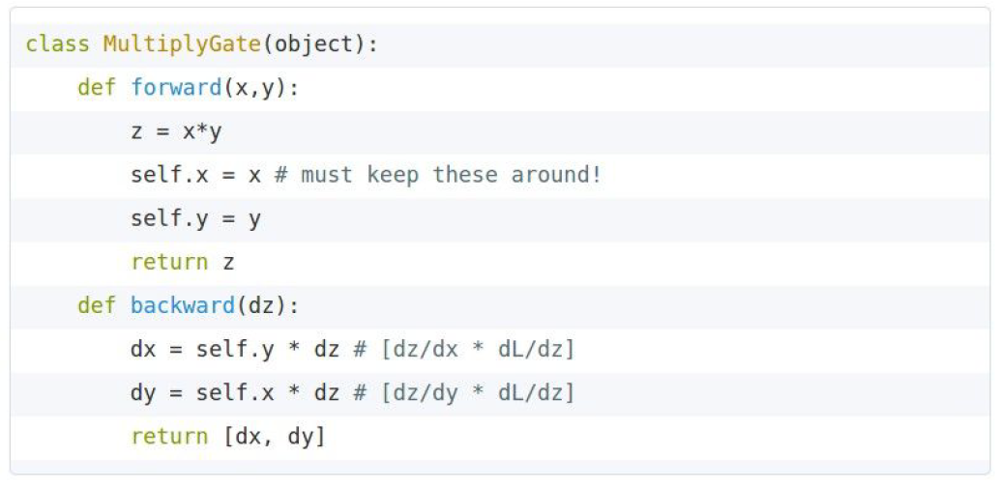 class MultiplyGate(object):
    def forward(x,y):
        z = x*y
        self.x = x # must keep these around!
        self.y = y
        return z
    def backward(dz):
        dx = self.y * dz # [dz/dx * dL/dz]
        dy = self.x * dz # [dz/dy * dL/dz]
        return [dx, dy]